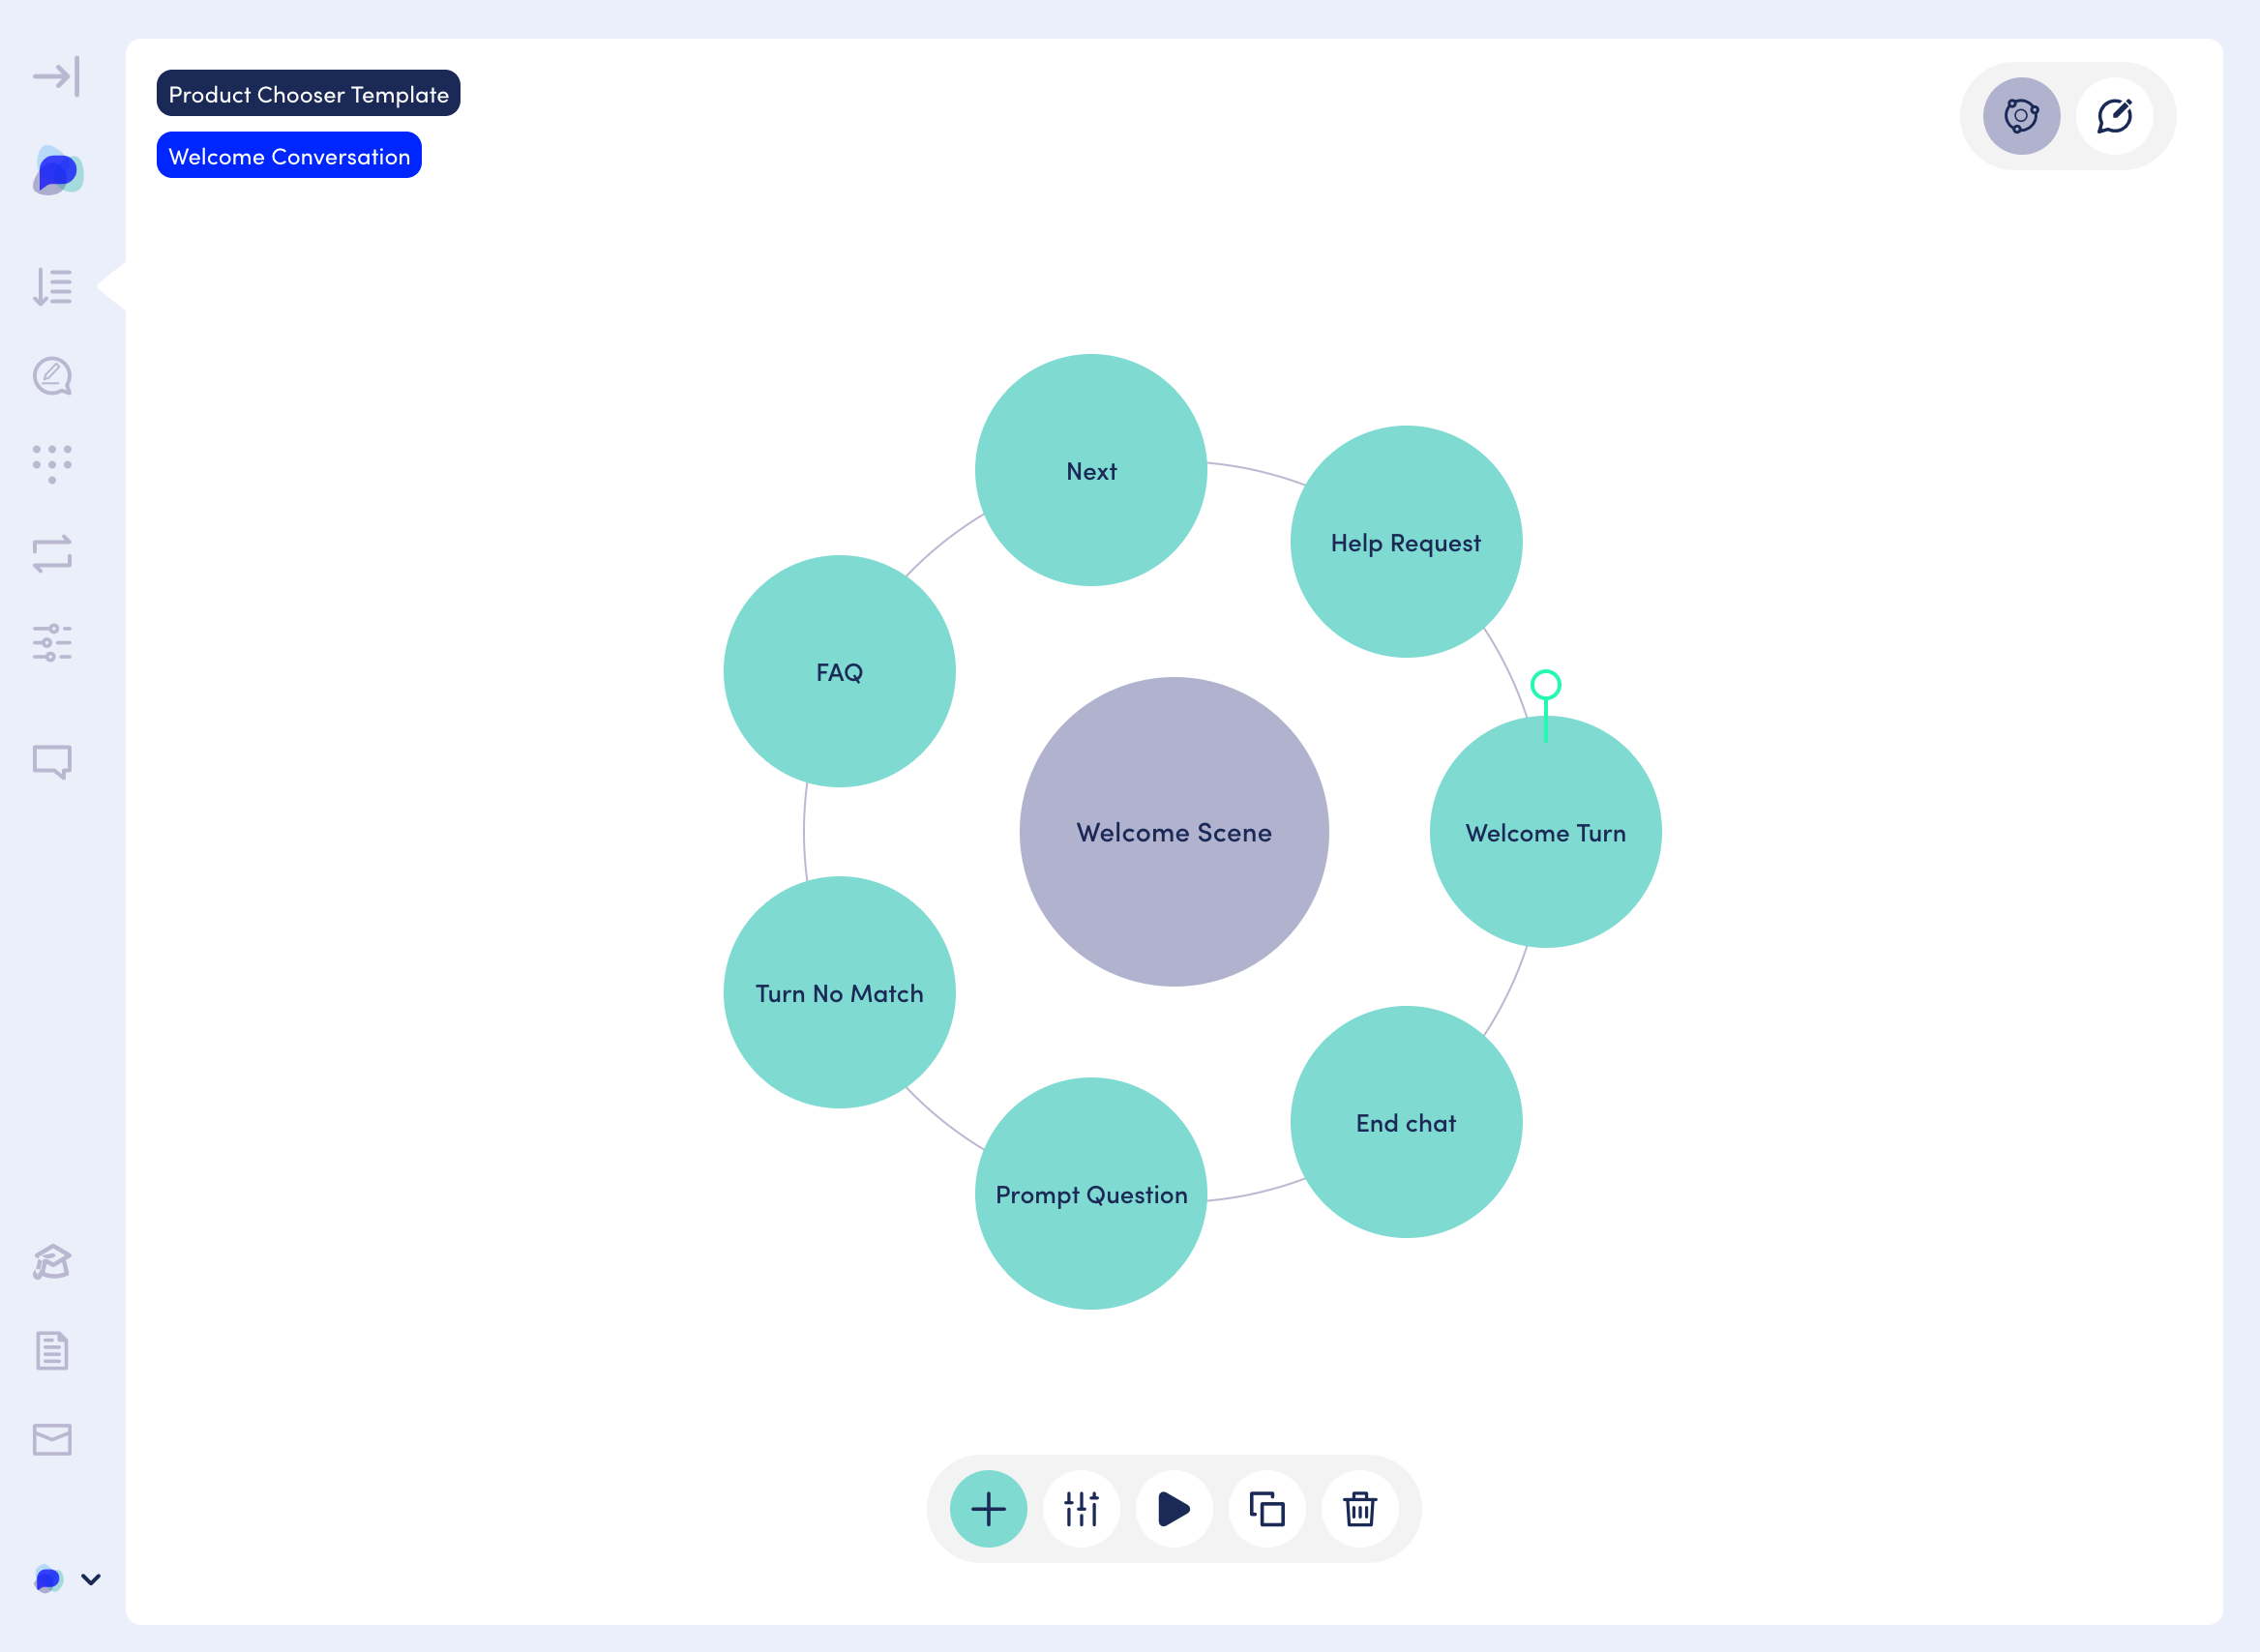 Product Chooser Template
Welcome Conversation
Next
Help Request
FAQ
Welcome Scene
Welcome Turn
Turn No Match
End chat
Prompt Question